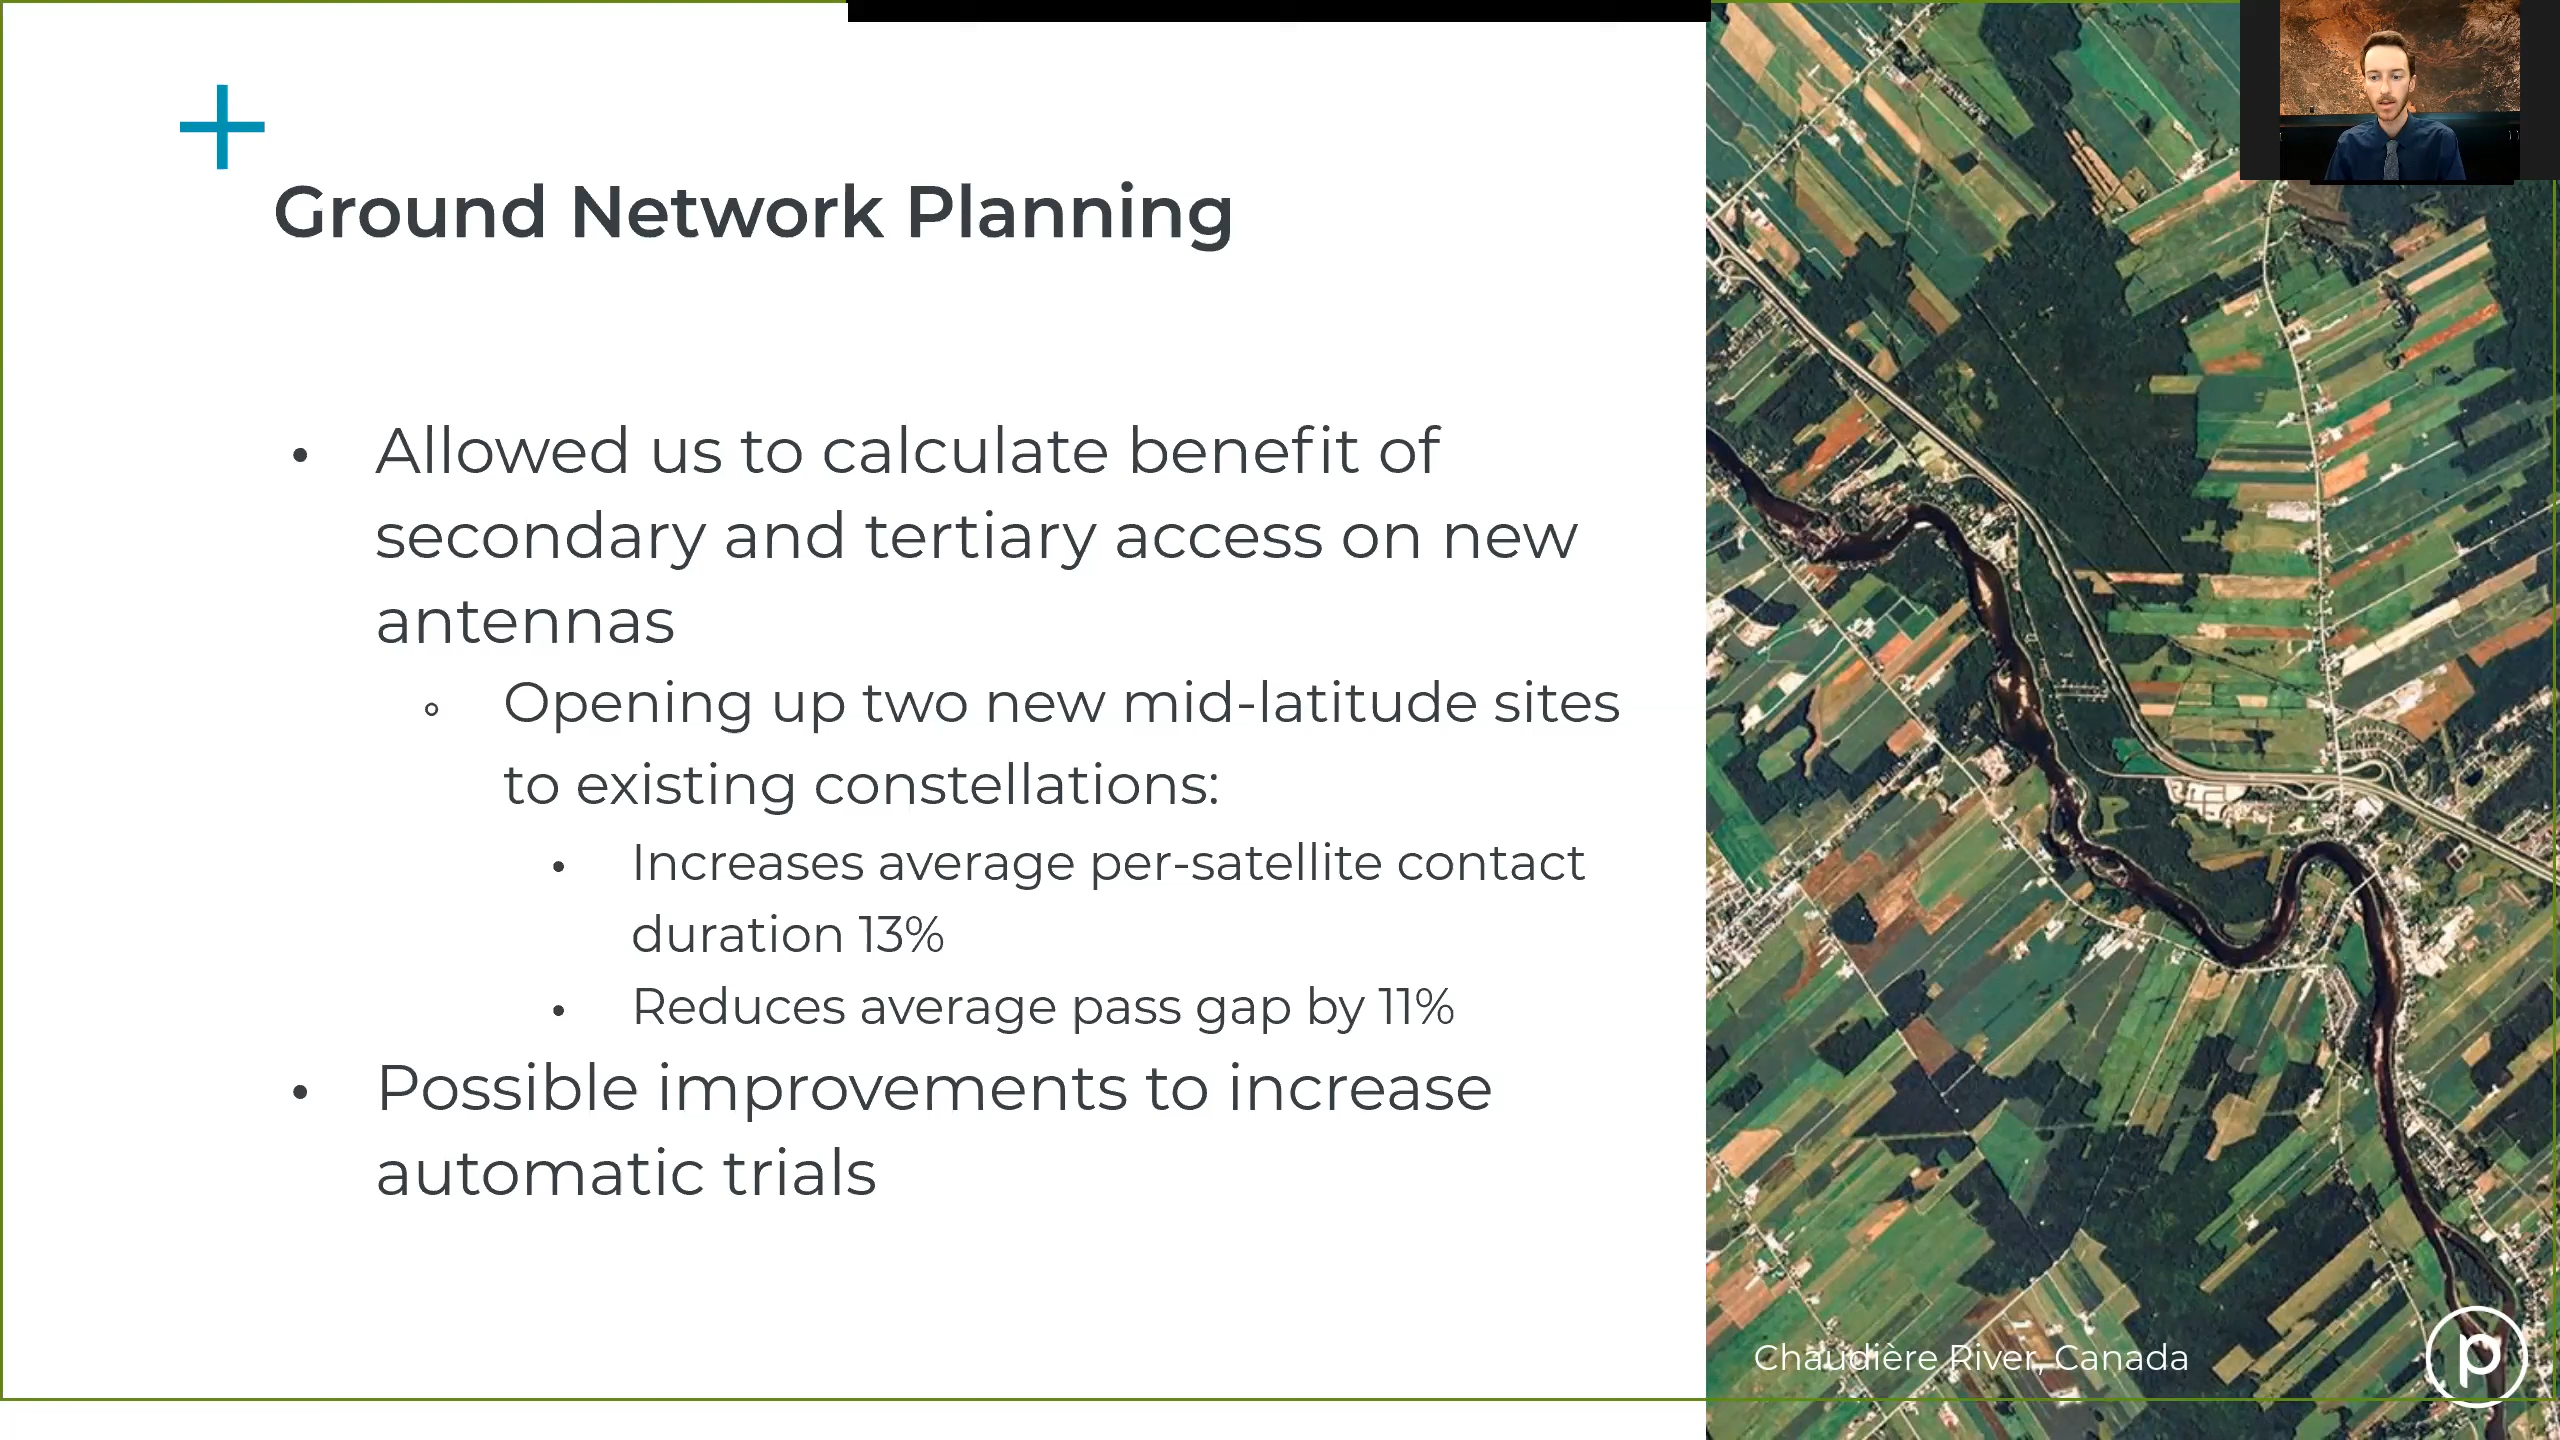 Ground Network Planning
• Allowed us to calculate benefit of
secondary and tertiary access on new
antennas
◦ Opening up two new mid-latitude sites
to existing constellations:
• Increases average per-satellite contact
duration 13%
• Reduces average pass gap by 11%
• Possible improvements to increase
automatic trials
Chaudière River, Canada
p